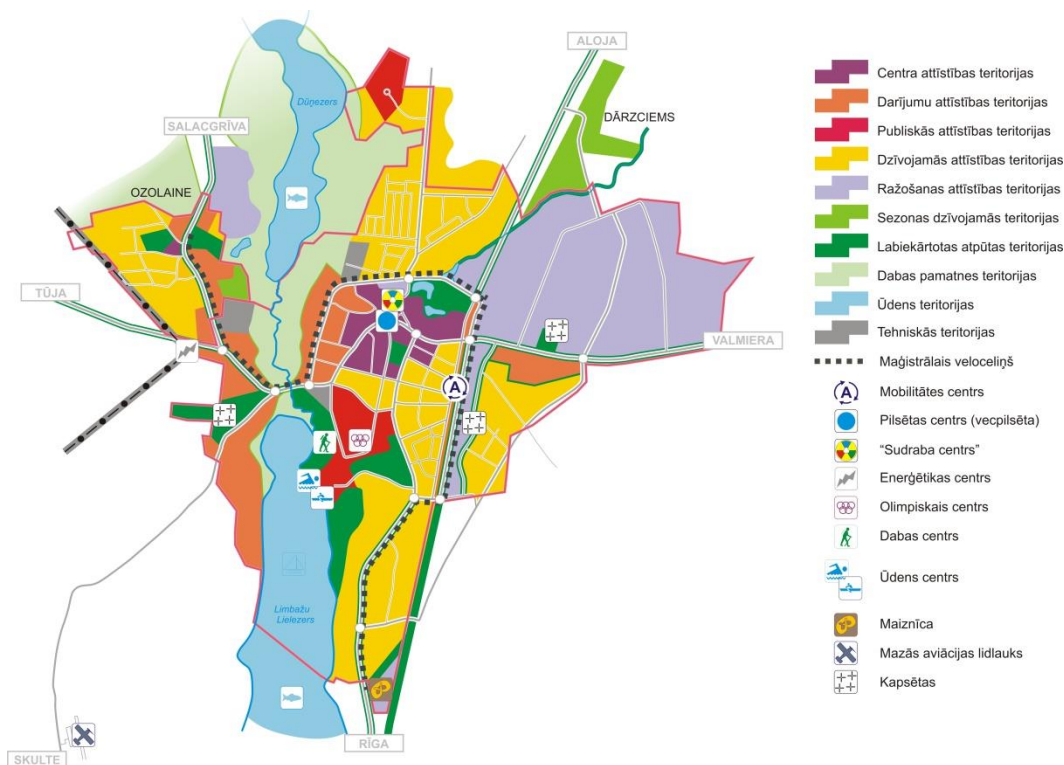 ALOJA
Dūņezers
DĀRZCIEMS
SALACGRĪVA
OZOLAINE
TŪJA
VALMIERA
A
Limbažu
Lielezers
RĪGA
SKULTE
Centra attīstības teritorijas
Darījumu attīstības teritorijas
Publiskās attīstības teritorijas
Dzīvojamās attīstības teritorijas
Ražošanas attīstības teritorijas
Sezonas dzīvojamās teritorijas
Labiekārtotas atpūtas teritorijas
Dabas pamatnes teritorijas
Ūdens teritorijas
Tehniskās teritorijas
Maģistrālais veloceliņš
A
Mobilitātes centrs
Pilsētas centrs (vecpilsēta)
“Sudraba centrs”
Enerģētikas centrs
Olimpiskais centrs
Dabas centrs
Ūdens centrs
Maiznīca
Mazās aviācijas lidlauks
Kapsētas